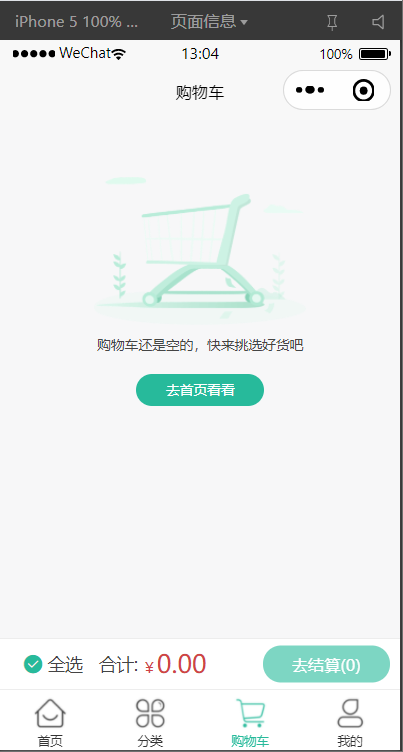 iPhone 5 100% ... 页面信息
WeChat 13:04 100%
购物车
购物车还是空的，快来挑选好货吧
去首页看看
全选 合计: ¥0.00 去结算(0)
首页 分类 购物车 我的